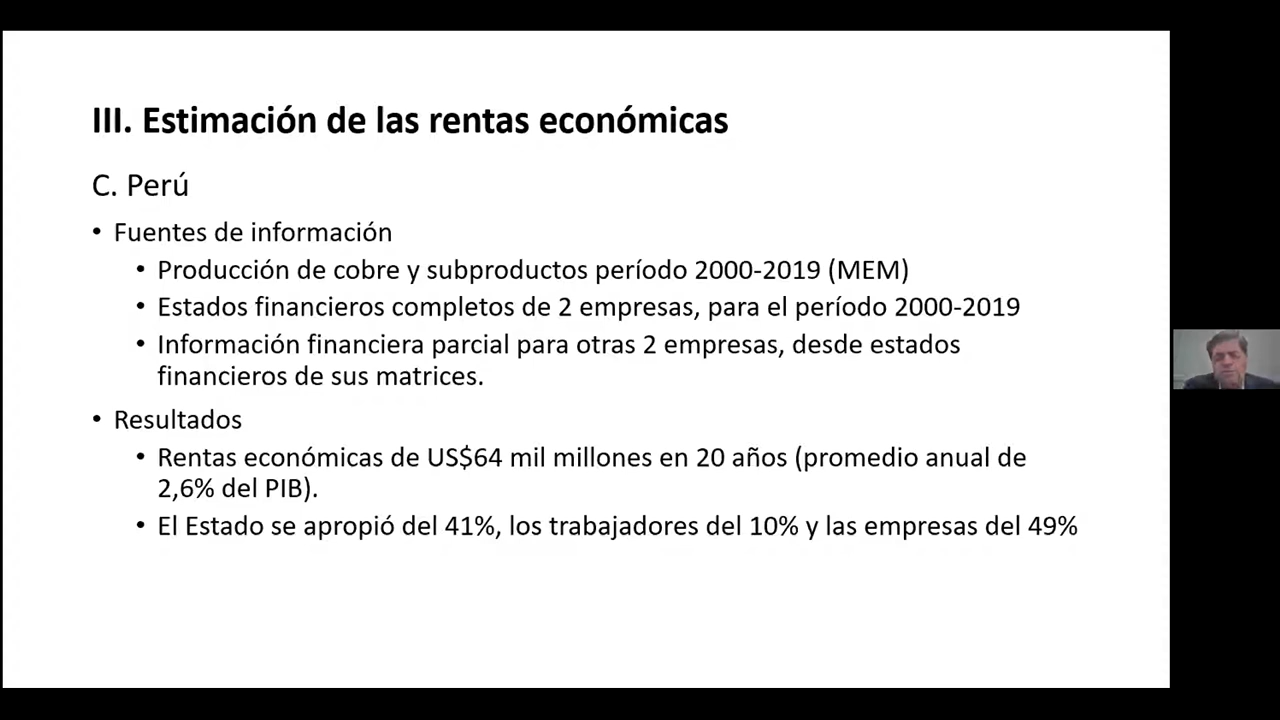 III. Estimación de las rentas económicas
C. Perú
• Fuentes de información
• Producción de cobre y subproductos período 2000-2019 (MEM)
• Estados financieros completos de 2 empresas, para el período 2000-2019
• Información financiera parcial para otras 2 empresas, desde estados
financieros de sus matrices.
• Resultados
• Rentas económicas de US$64 mil millones en 20 años (promedio anual de
2,6% del PIB).
• El Estado se apropió del 41%, los trabajadores del 10% y las empresas del 49%